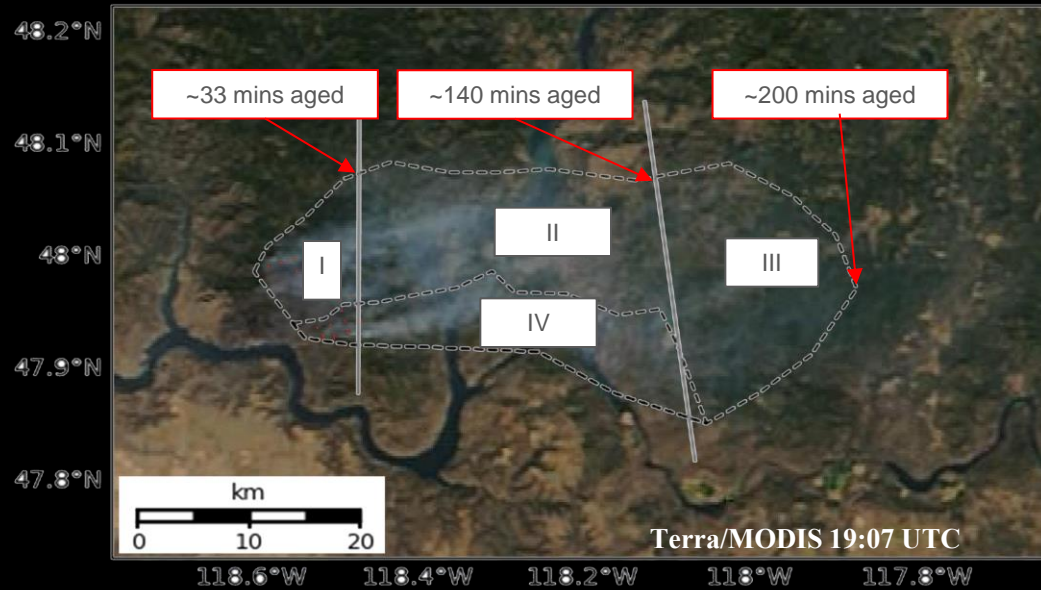 48.2°N
~33 mins aged
~140 mins aged
~200 mins aged
48.1°N
II
48°N
I
III
IV
47.9°N
47.8°N
km
0
10
20
Terra/MODIS 19:07 UTC
118.6°W
118.4°W
118.2°W
118°W
117.8°W